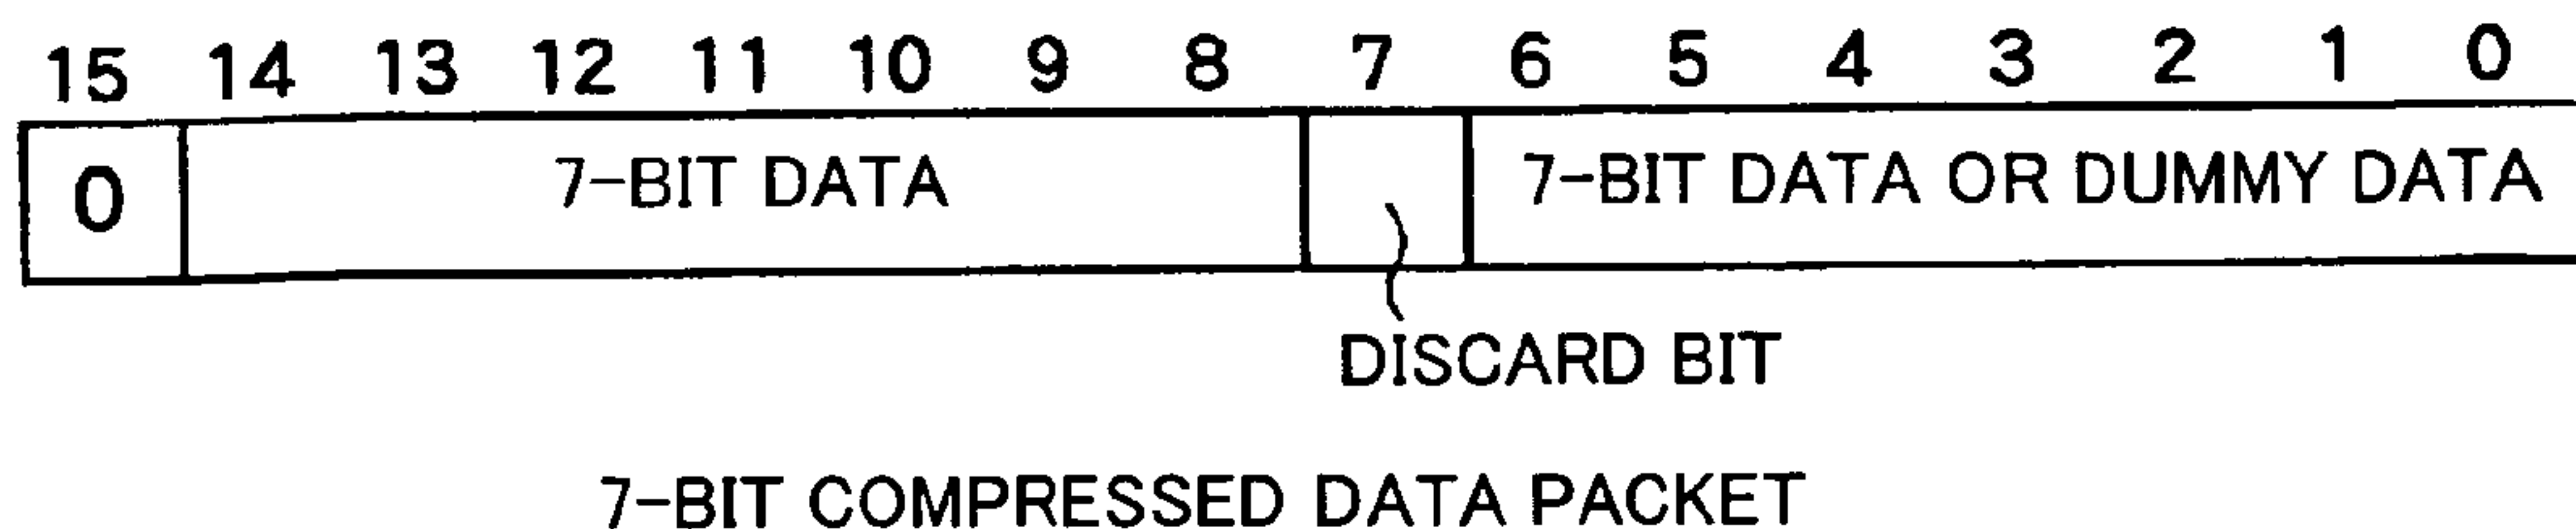 15 14 13 12 11 10 9 8 7 6 5 4 3 2 1 0
0 7-BIT DATA 7-BIT DATA OR DUMMY DATA
DISCARD BIT
7-BIT COMPRESSED DATA PACKET